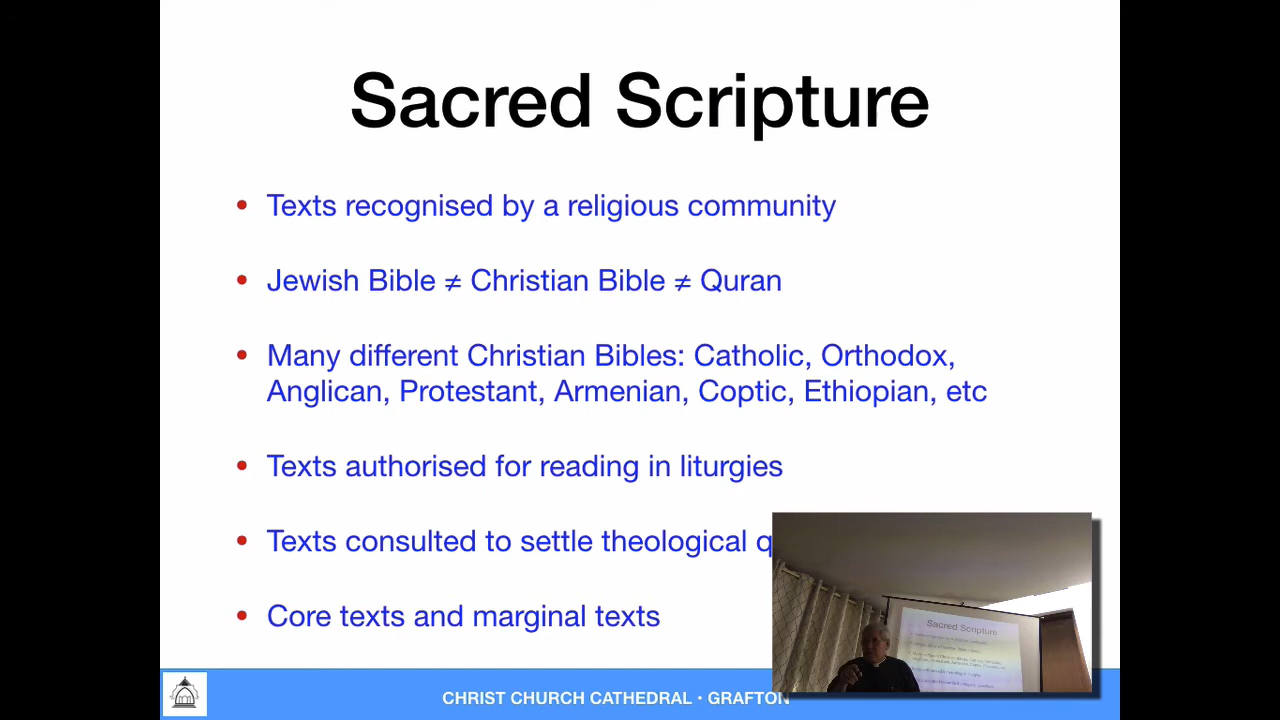 Sacred Scripture
• Texts recognised by a religious community
• Jewish Bible ≠ Christian Bible ≠ Quran
• Many different Christian Bibles: Catholic, Orthodox,
Anglican, Protestant, Armenian, Coptic, Ethiopian, etc
• Texts authorised for reading in liturgies
• Texts consulted to settle theological q
• Core texts and marginal texts
Sacred Scripture
CHRIST CHURCH CATHEDRAL • GRAFTON